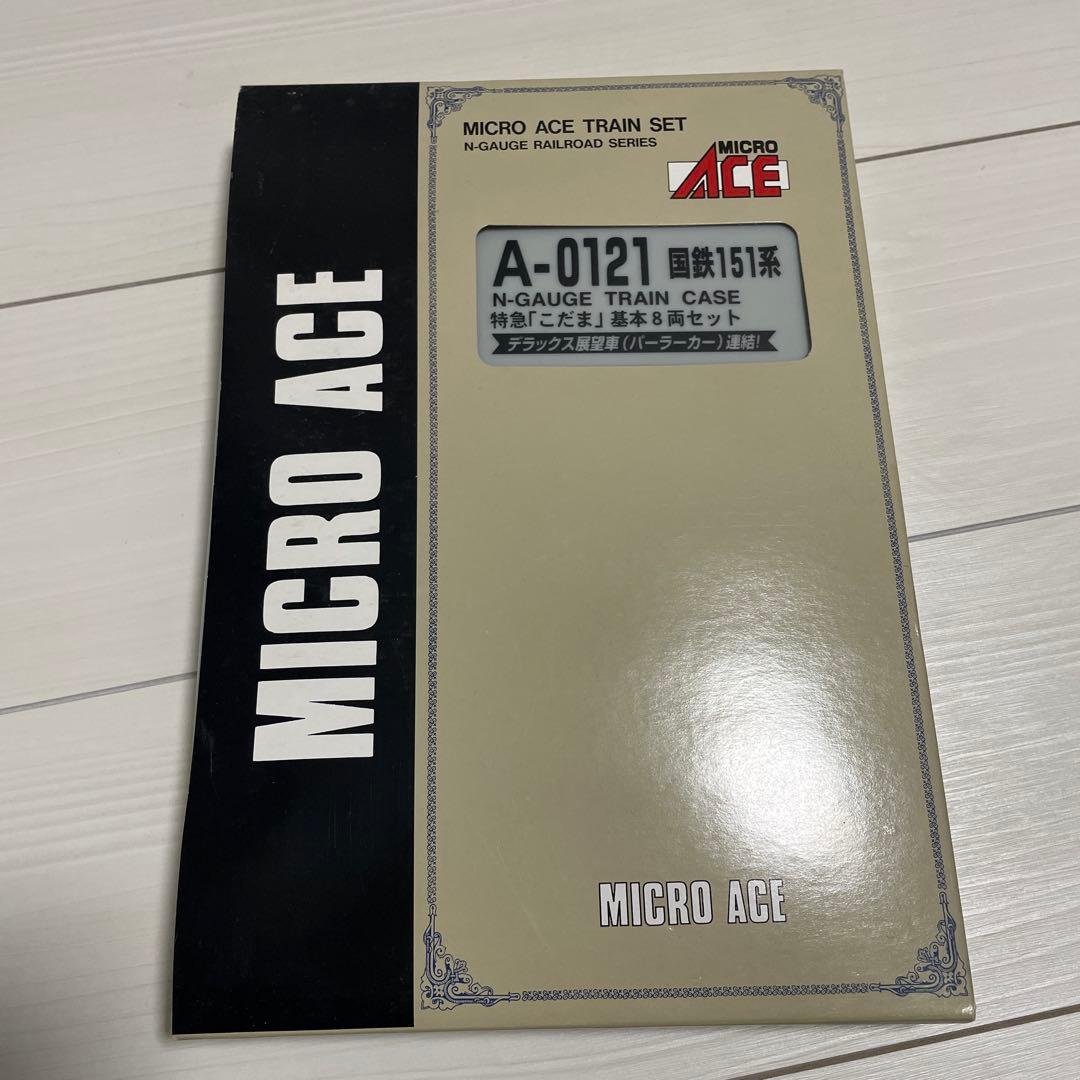 MICRO ACE
MICRO ACE TRAIN SET
N-GAUGE RAILROAD SERIES
MICRO
ACE
A-0121 国鉄151系
N-GAUGE TRAIN CASE
特急「こだま」基本8両セット
デラックス展望車(パーラーカー)連結!
MICRO ACE